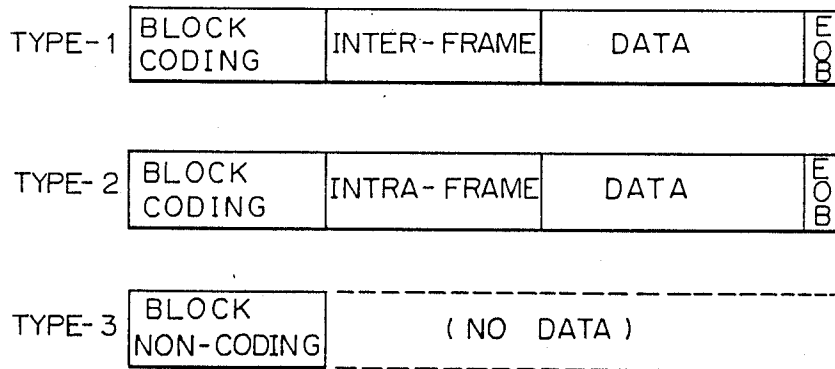 TYPE-1 BLOCK CODING INTER-FRAME DATA EOB
TYPE-2 BLOCK CODING INTRA-FRAME DATA EOB
TYPE-3 BLOCK NON-CODING (NO DATA)